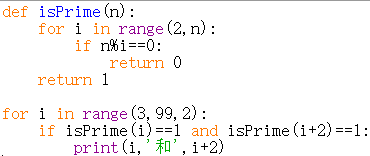 def isPrime(n):
    for i in range(2,n):
        if n%i==0:
            return 0
    return 1

for i in range(3,99,2):
    if isPrime(i)==1 and isPrime(i+2)==1:
        print(i,'和',i+2)